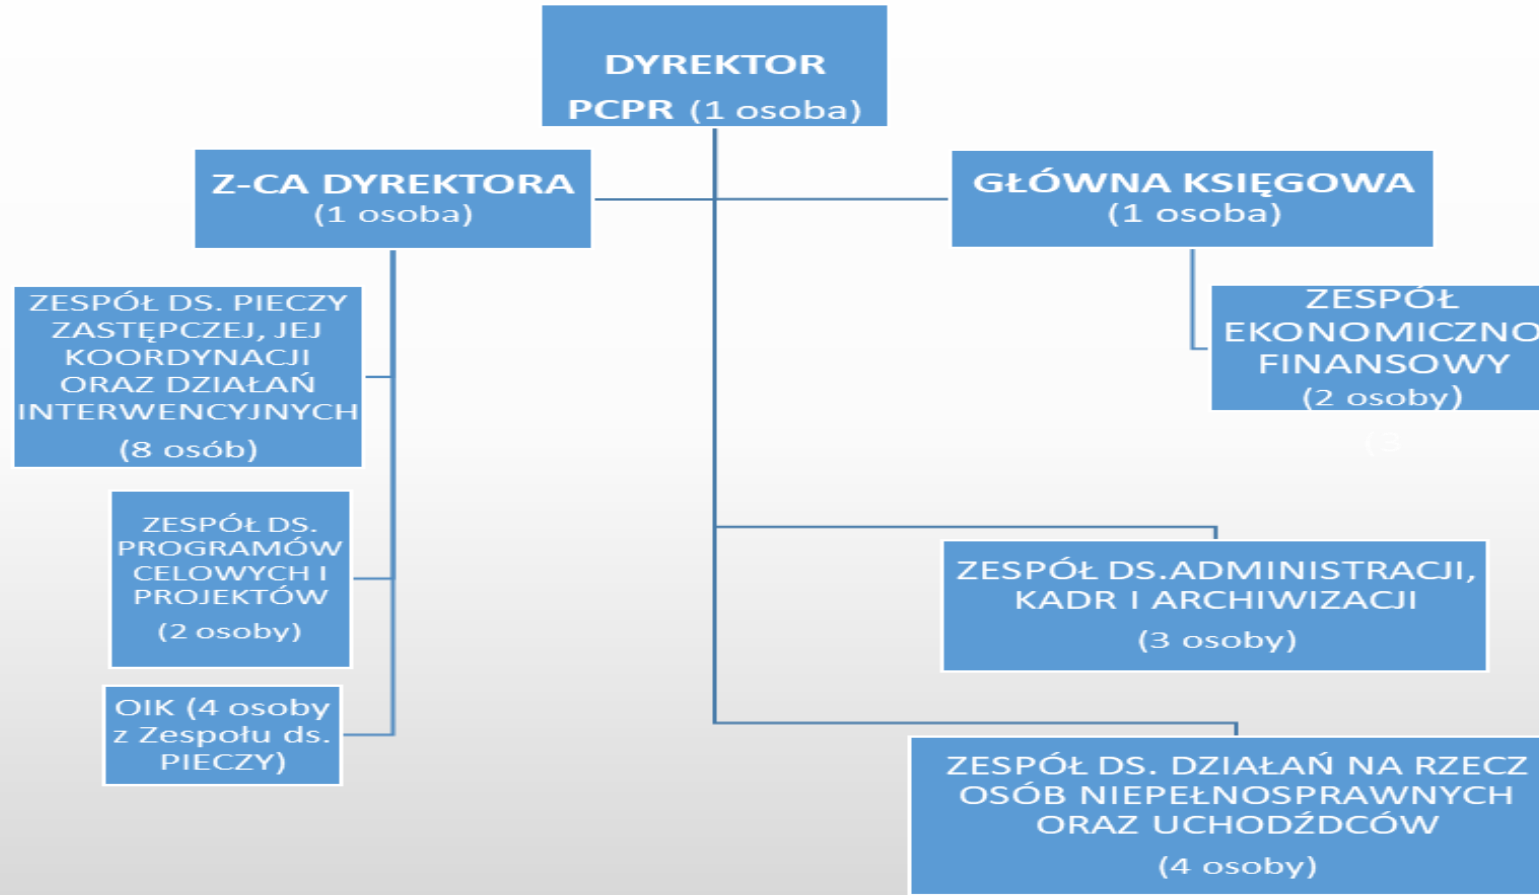 DYREKTOR
PCPR (1 osoba)
Z-CA DYREKTORA
(1 osoba)
GŁÓWNA KSIĘGOWA
(1 osoba)
ZESPÓŁ DS. PIECZY
ZASTĘPCZEJ, JEJ
KOORDYNACJI
ORAZ DZIAŁAŃ
INTERWENCYJNYCH
(8 osób)
ZESPÓŁ
EKONOMICZNO
FINANSOWY
(2 osoby)
(3
ZESPÓŁ DS.
PROGRAMÓW
CELOWYCH I
PROJEKTÓW
(2 osoby)
ZESPÓŁ DS.ADMINISTRACJI,
KADR I ARCHIWIZACJI
(3 osoby)
OIK (4 osoby
z Zespołu ds.
PIECZY)
ZESPÓŁ DS. DZIAŁAŃ NA RZECZ
OSÓB NIEPEŁNOSPRAWNYCH
ORAZ UCHODŹDCÓW
(4 osoby)